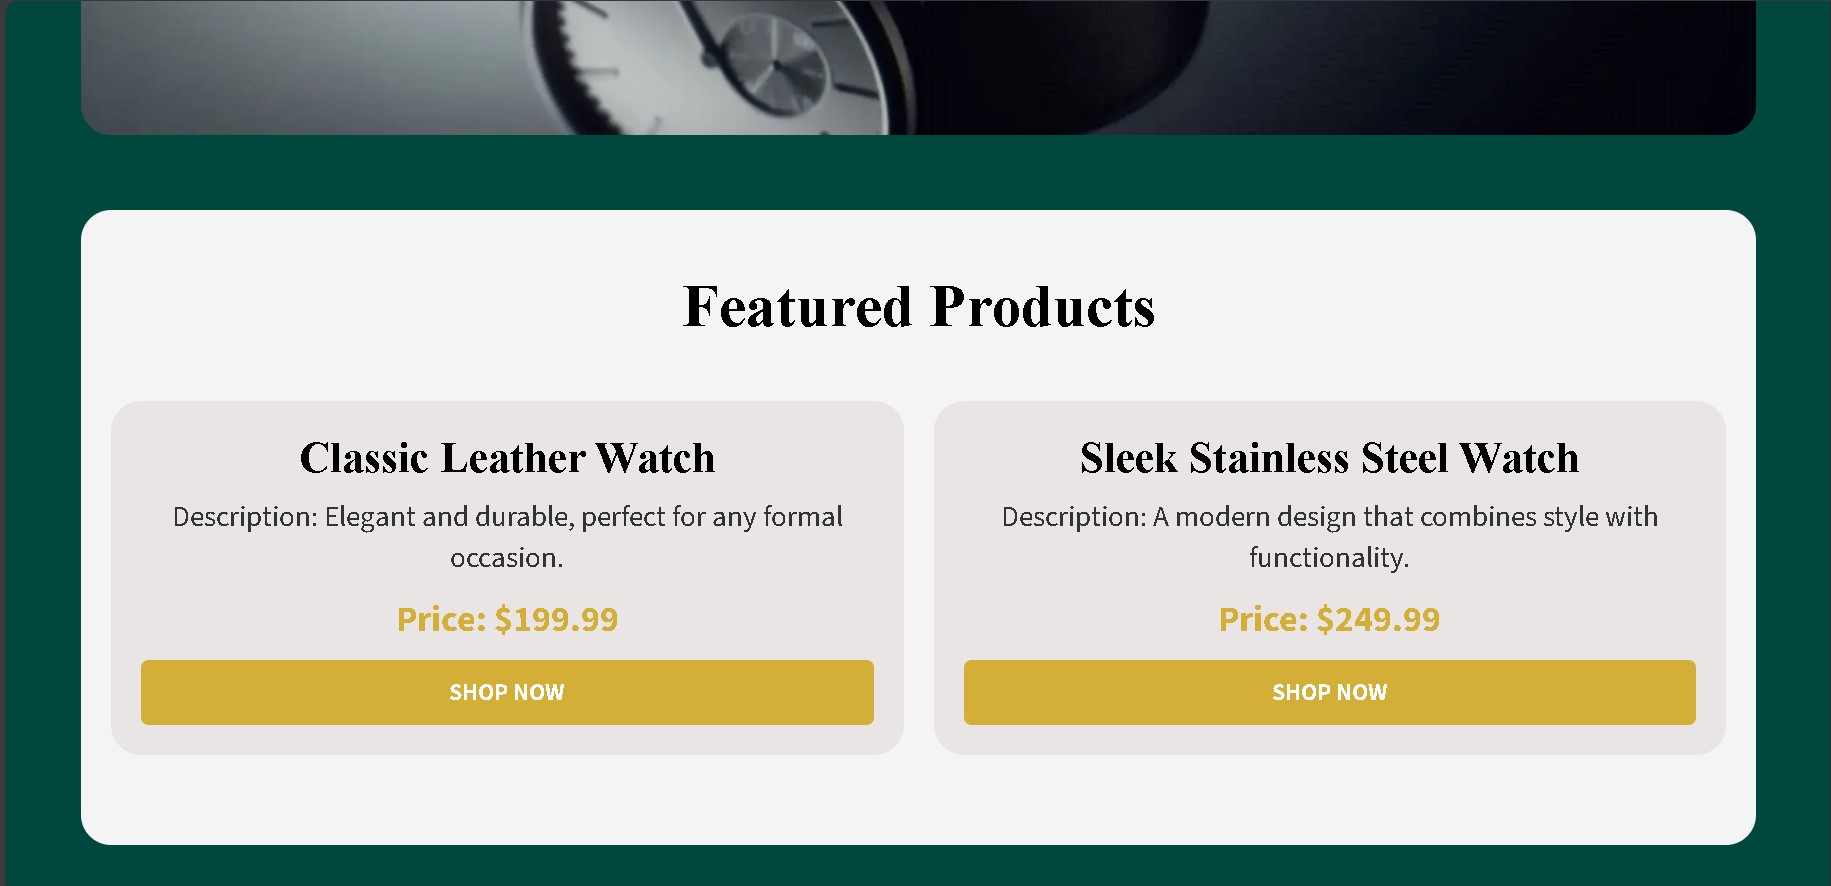 Featured Products
Classic Leather Watch
Description: Elegant and durable, perfect for any formal
occasion.
Price: $199.99
SHOP NOW
Sleek Stainless Steel Watch
Description: A modern design that combines style with
functionality.
Price: $249.99
SHOP NOW